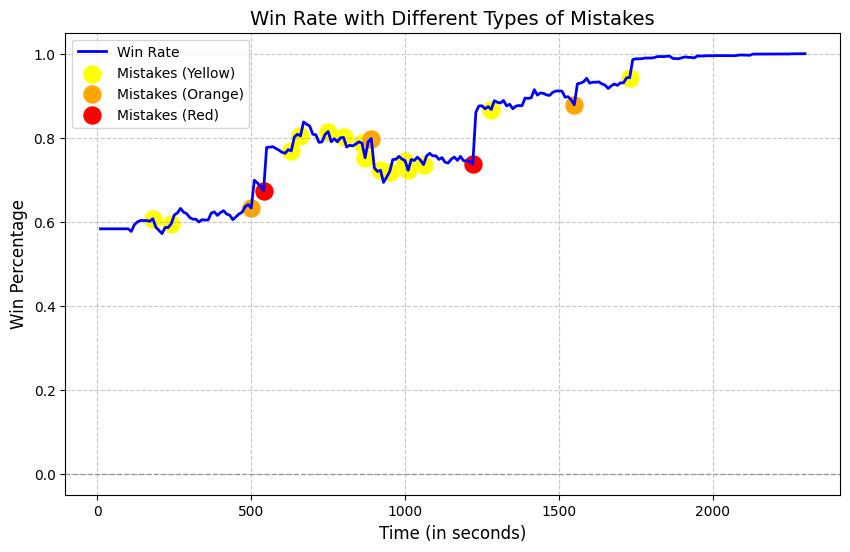 Win Rate with Different Types of Mistakes
1.0
0.8
0.6
0.4
0.2
0.0
Win Percentage
Win Rate
Mistakes (Yellow)
Mistakes (Orange)
Mistakes (Red)
0 500 1000 1500 2000
Time (in seconds)